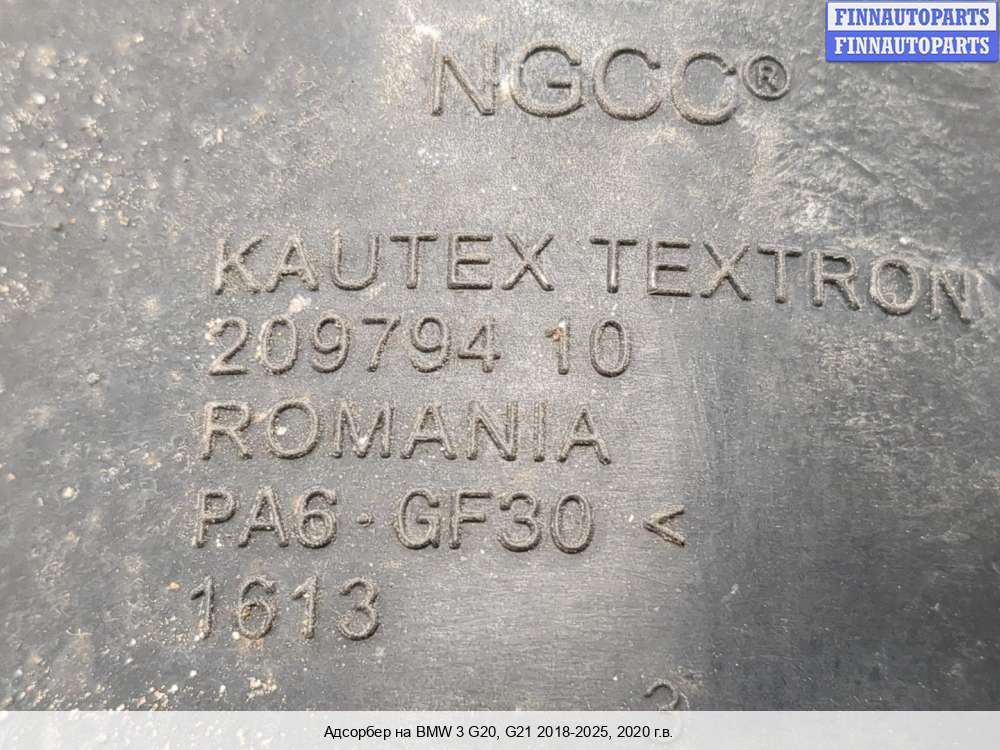 FINNAUTOPARTS
FINNAUTOPARTS
NGCC®
KAUTEX TEXTRON
209794 10
ROMANIA
PA6·GF30 <
1613
3
Адсорбер на BMW 3 G20, G21 2018-2025, 2020 г.в.